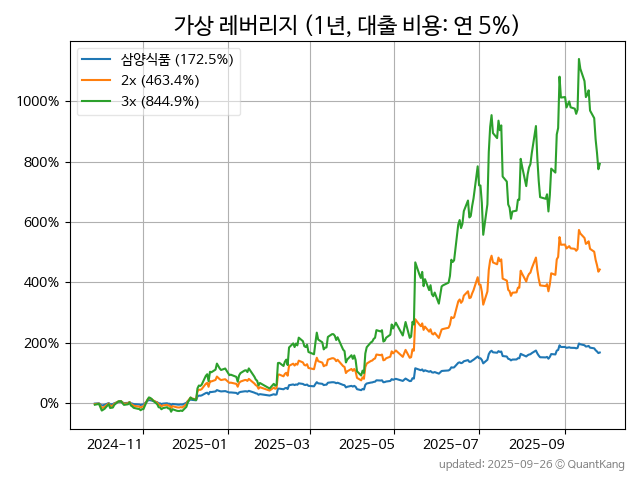 가상 레버리지 (1년, 대출 비용: 연 5%)
삼양식품 (172.5%)
2x (463.4%)
3x (844.9%)
1000%
800%
600%
400%
200%
0%
2024-11 2025-01 2025-03 2025-05 2025-07 2025-09
updated: 2025-09-26 © QuantKang